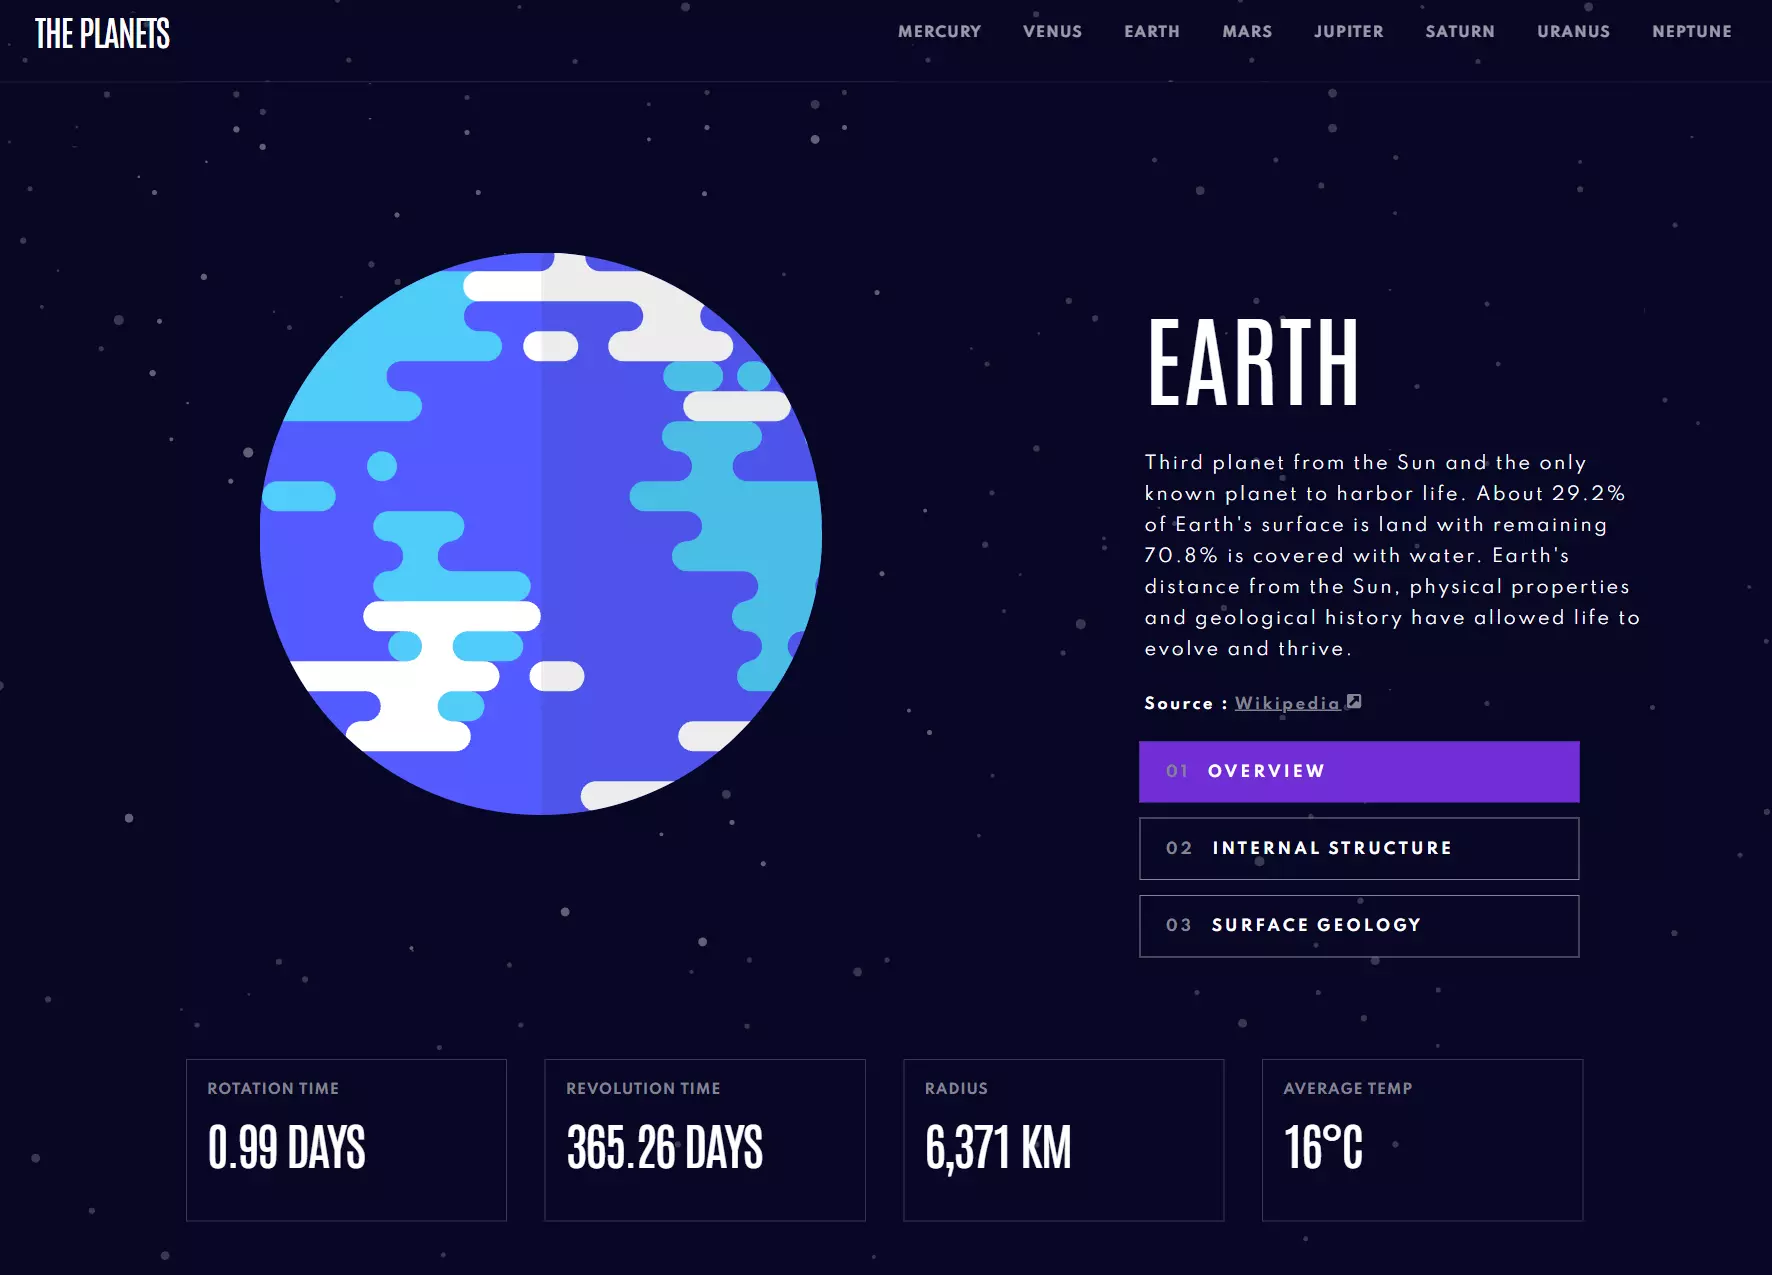 THE PLANETS
MERCURY VENUS EARTH MARS JUPITER SATURN URANUS NEPTUNE
EARTH
Third planet from the Sun and the only
known planet to harbor life. About 29.2%
of Earth's surface is land with remaining
70.8% is covered with water. Earth's
distance from the Sun, physical properties
and geological history have allowed life to
evolve and thrive.
Source : Wikipedia
01 OVERVIEW
02 INTERNAL STRUCTURE
03 SURFACE GEOLOGY
ROTATION TIME
0.99 DAYS
REVOLUTION TIME
365.26 DAYS
RADIUS
6,371 KM
AVERAGE TEMP
16°C